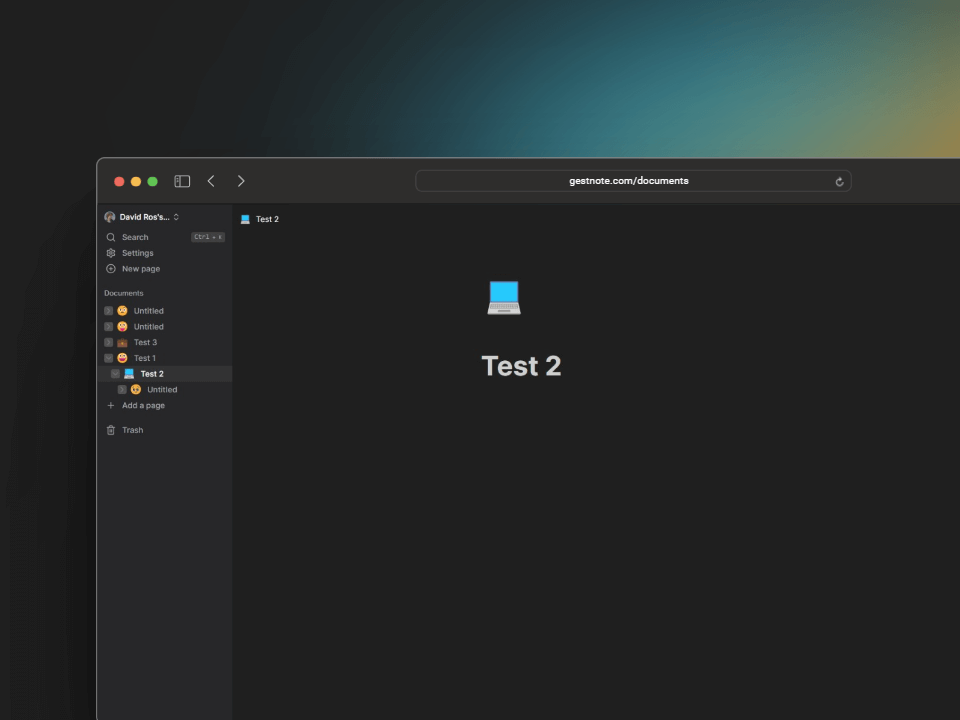 gestnote.com/documents
David Ros's...
Search
Settings
New page
Documents
Untitled
Untitled
Test 3
Test 1
Test 2
Untitled
Add a page
Trash
Test 2
Test 2